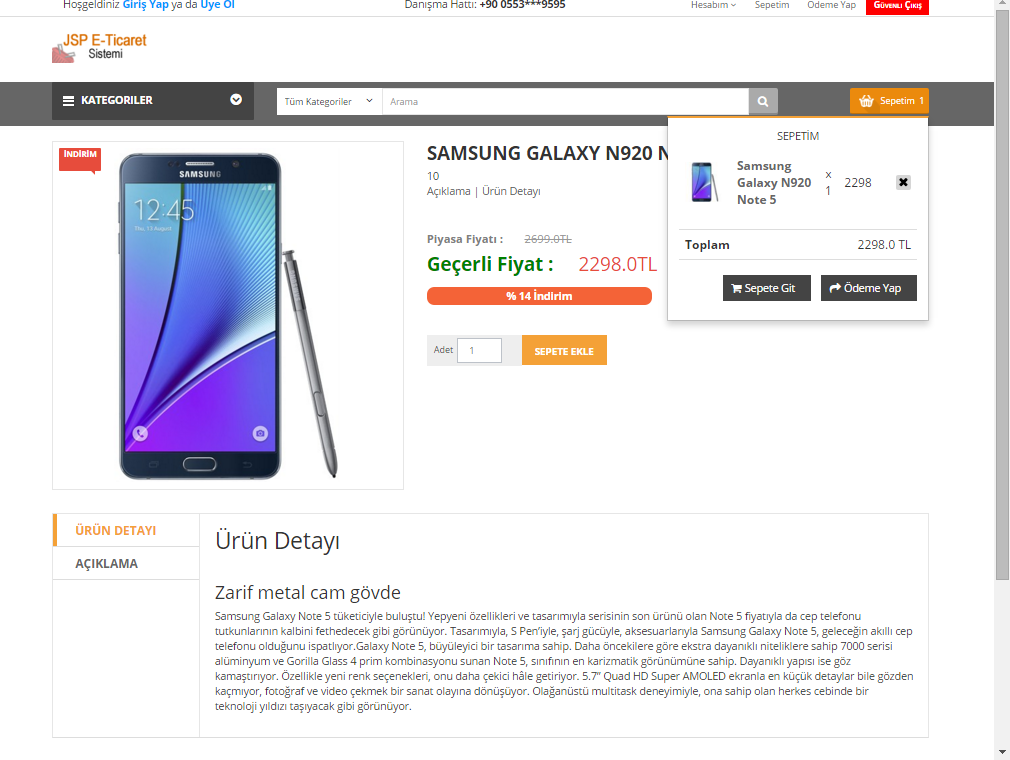 Hoşgeldiniz Giriş Yap ya da Üye Ol
Danışma Hattı: +90 0553***9595
Hesabım
Sepetim
Ödeme Yap
Güvenli Çıkış
JSP E-Ticaret
Sistemi
KATEGORILER
Tüm Kategoriler
Arama
Sepetim 1
İNDİRİM
SAMSUNG
12:45
Thu, 13 August
SAMSUNG GALAXY N920 N
10
Açıklama | Ürün Detayı
Piyasa Fiyatı : 2699.0TL
Geçerli Fiyat : 2298.0TL
% 14 İndirim
Adet 1 SEPETE EKLE
SEPETİM
Samsung
Galaxy N920
Note 5
x
1
2298
Toplam 2298.0 TL
Sepete Git
Ödeme Yap
ÜRÜN DETAYI
AÇIKLAMA
Ürün Detayı
Zarif metal cam gövde
Samsung Galaxy Note 5 tüketiciyle buluştu! Yepyeni özellikleri ve tasarımıyla serisinin son ürünü olan Note 5 fiyatıyla da cep telefonu
tutkunlarının kalbini fethedecek gibi görünüyor. Tasarımıyla, S Pen’iyle, şarj gücüyle, aksesuarlarıyla Samsung Galaxy Note 5, geleceğin akıllı cep
telefonu olduğunu ispatlıyor.Galaxy Note 5, büyüleyici bir tasarıma sahip. Daha öncekilere göre ekstra dayanıklı niteliklere sahip 7000 serisi
alüminyum ve Gorilla Glass 4 prim kombinasyonu sunan Note 5, sınıfının en karizmatik görünümüne sahip. Dayanıklı yapısı ise göz
kamaştırıyor. Özellikle yeni renk seçenekleri, onu daha çekici hâle getiriyor. 5.7” Quad HD Super AMOLED ekranla en küçük detaylar bile gözden
kaçmıyor, fotoğraf ve video çekmek bir sanat olayına dönüşüyor. Olağanüstü multitask deneyimiyle, ona sahip olan herkes cebinde bir
teknoloji yıldızı taşıyacak gibi görünüyor.